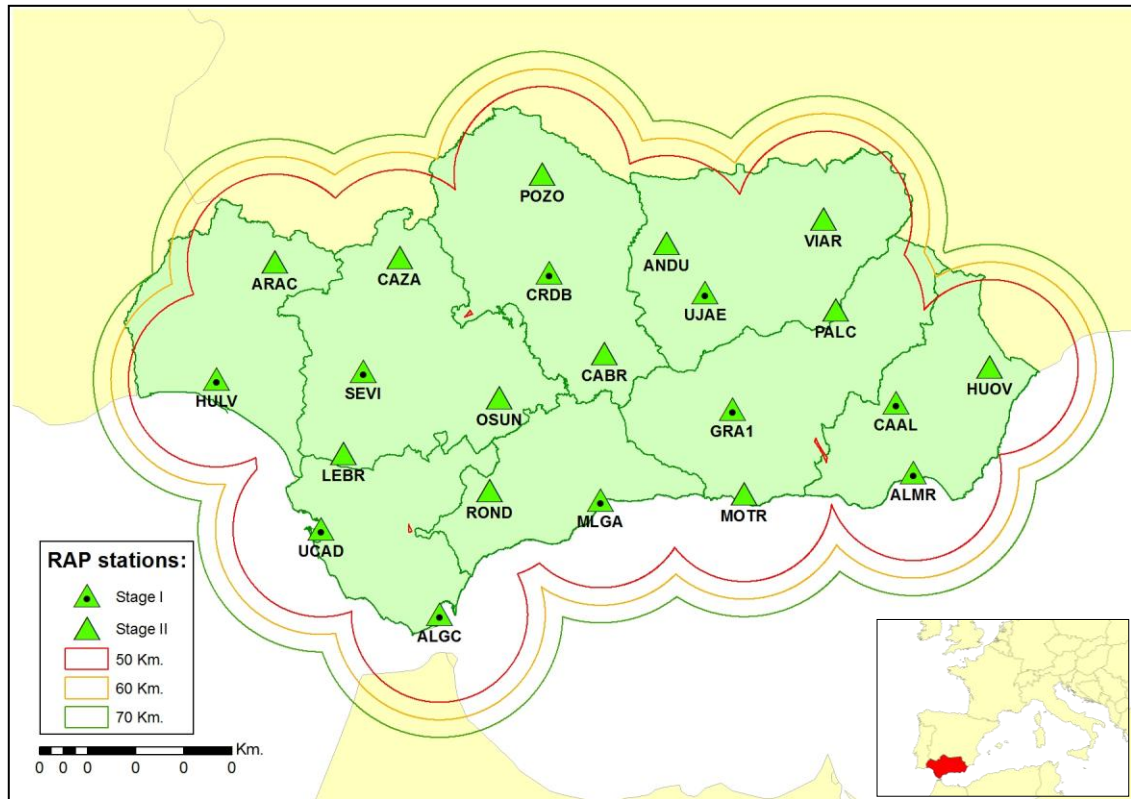 POZO
VIAR
ANDU
ARAC
CAZA
CRDB
UJAE
PALC
CABR
HUOV
SEVI
HULV
OSUN
GRA1
CAAL
LEBR
ALMR
ROND
MLGA
MOTR
UCAD
ALGC
RAP stations:
Stage I
Stage II
50 Km.
60 Km.
70 Km.
Km.
0 0 0 0 0